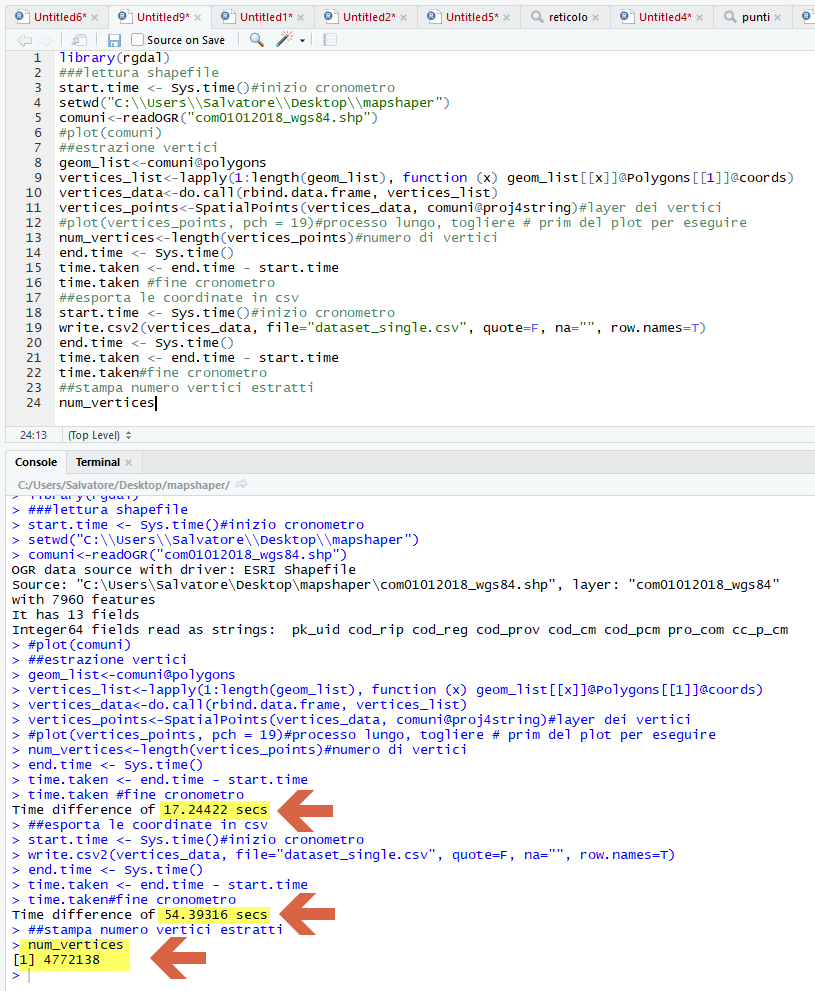 Untitled6*
Untitled9*
Untitled1*
Untitled2*
Untitled5*
reticolo
Untitled4*
punti
Source on Save
1 library(rgdal)
2 ###lettura shapefile
3 start.time <- Sys.time()#inizio cronometro
4 setwd("C:\\Users\\Salvatore\\Desktop\\mapshaper")
5 comuni<-readOGR("com01012018_wgs84.shp")
6 #plot(comuni)
7 ##estrazione vertici
8 geom_list<-comuni@polygons
9 vertices_list<-lapply(1:length(geom_list), function (x) geom_list[[x]]@Polygons[[1]]@coords)
10 vertices_data<-do.call(rbind.data.frame, vertices_list)
11 vertices_points<-SpatialPoints(vertices_data, comuni@proj4string)#layer dei vertici
12 #plot(vertices_points, pch = 19)#processo lungo, togliere # prim del plot per eseguire
13 num_vertices<-length(vertices_points)#numero di vertici
14 end.time <- Sys.time()
15 time.taken <- end.time - start.time
16 time.taken #fine cronometro
17 ##esporta le coordinate in csv
18 start.time <- Sys.time()#inizio cronometro
19 write.csv2(vertices_data, file="dataset_single.csv", quote=F, na="", row.names=T)
20 end.time <- Sys.time()
21 time.taken <- end.time - start.time
22 time.taken#fine cronometro
23 ##stampa numero vertici estratti
24 num_vertices
24:13 (Top Level)
Console Terminal
C:/Users/Salvatore/Desktop/mapshaper/
> library(rgdal)
> ###lettura shapefile
> start.time <- Sys.time()#inizio cronometro
> setwd("C:\\Users\\Salvatore\\Desktop\\mapshaper")
> comuni<-readOGR("com01012018_wgs84.shp")
OGR data source with driver: ESRI Shapefile
Source: "C:\Users\Salvatore\Desktop\mapshaper\com01012018_wgs84.shp", layer: "com01012018_wgs84"
with 7960 features
It has 13 fields
Integer64 fields read as strings:  pk_uid cod_rip cod_reg cod_prov cod_cm cod_pcm pro_com cc_p_cm
> #plot(comuni)
> ##estrazione vertici
> geom_list<-comuni@polygons
> vertices_list<-lapply(1:length(geom_list), function (x) geom_list[[x]]@Polygons[[1]]@coords)
> vertices_data<-do.call(rbind.data.frame, vertices_list)
> vertices_points<-SpatialPoints(vertices_data, comuni@proj4string)#layer dei vertici
> #plot(vertices_points, pch = 19)#processo lungo, togliere # prim del plot per eseguire
> num_vertices<-length(vertices_points)#numero di vertici
> end.time <- Sys.time()
> time.taken <- end.time - start.time
> time.taken #fine cronometro
Time difference of 17.24422 secs
> ##esporta le coordinate in csv
> start.time <- Sys.time()#inizio cronometro
> write.csv2(vertices_data, file="dataset_single.csv", quote=F, na="", row.names=T)
> end.time <- Sys.time()
> time.taken <- end.time - start.time
> time.taken#fine cronometro
Time difference of 54.39316 secs
> ##stampa numero vertici estratti
> num_vertices
[1] 4772138
>